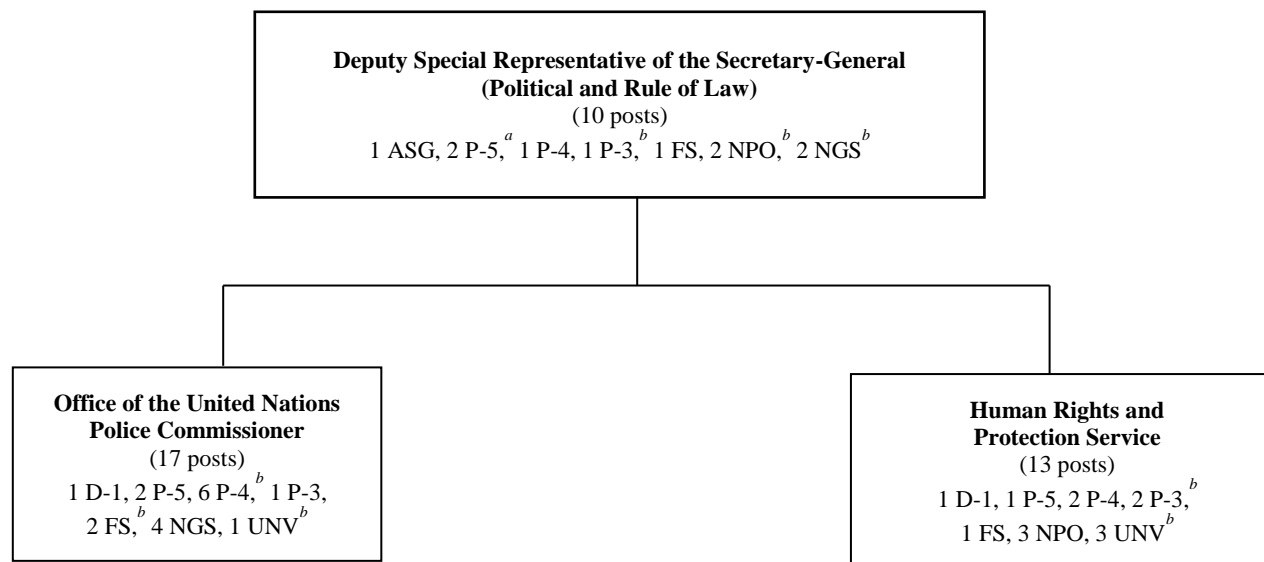 Deputy Special Representative of the Secretary-General
(Political and Rule of Law)
(10 posts)
1 ASG, 2 P-5,a 1 P-4, 1 P-3,b 1 FS, 2 NPO,b 2 NGSb
Office of the United Nations
Police Commissioner
(17 posts)
1 D-1, 2 P-5, 6 P-4,b 1 P-3,
2 FS,b 4 NGS, 1 UNVb
Human Rights and
Protection Service
(13 posts)
1 D-1, 1 P-5, 2 P-4, 2 P-3,b
1 FS, 3 NPO, 3 UNVb